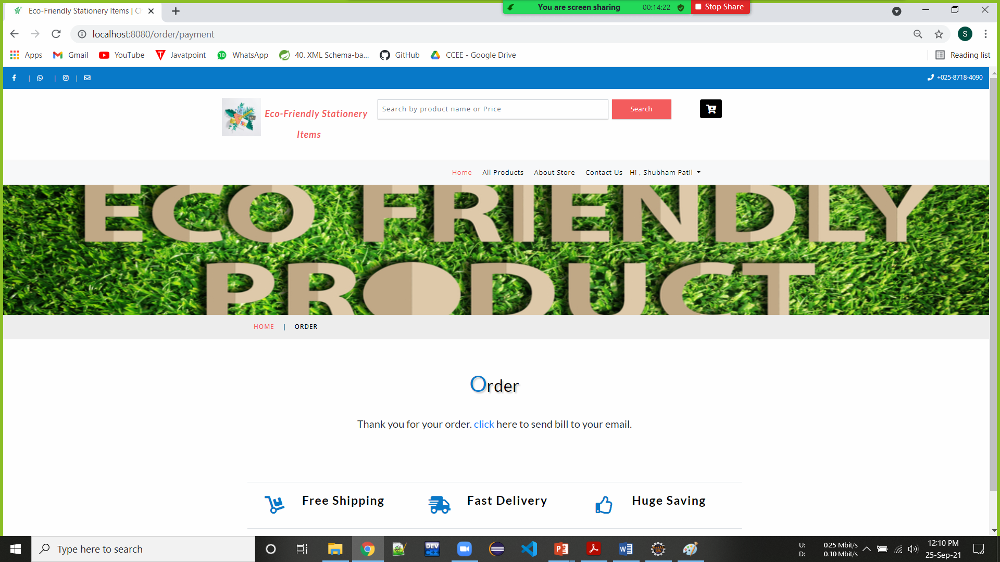 Eco-Friendly Stationery Items | Ch
You are screen sharing 00:14:22 Stop Share
localhost:8080/order/payment
S
Apps Gmail YouTube Javatpoint 10 WhatsApp 40. XML Schema-ba... GitHub CCEE - Google Drive Reading list
| | | +025-8718-4090
Eco-Friendly Stationery
Items
Search by product name or Price
Search
Home All Products About Store Contact Us Hi , Shubham Patil
ECO FRIENDLY
PRODUCT
HOME | ORDER
Order
Thank you for your order. click here to send bill to your email.
Free Shipping Fast Delivery Huge Saving
Type here to search
DEV
U: 0.25 Mbit/s
D: 0.10 Mbit/s
12:10 PM
25-Sep-21